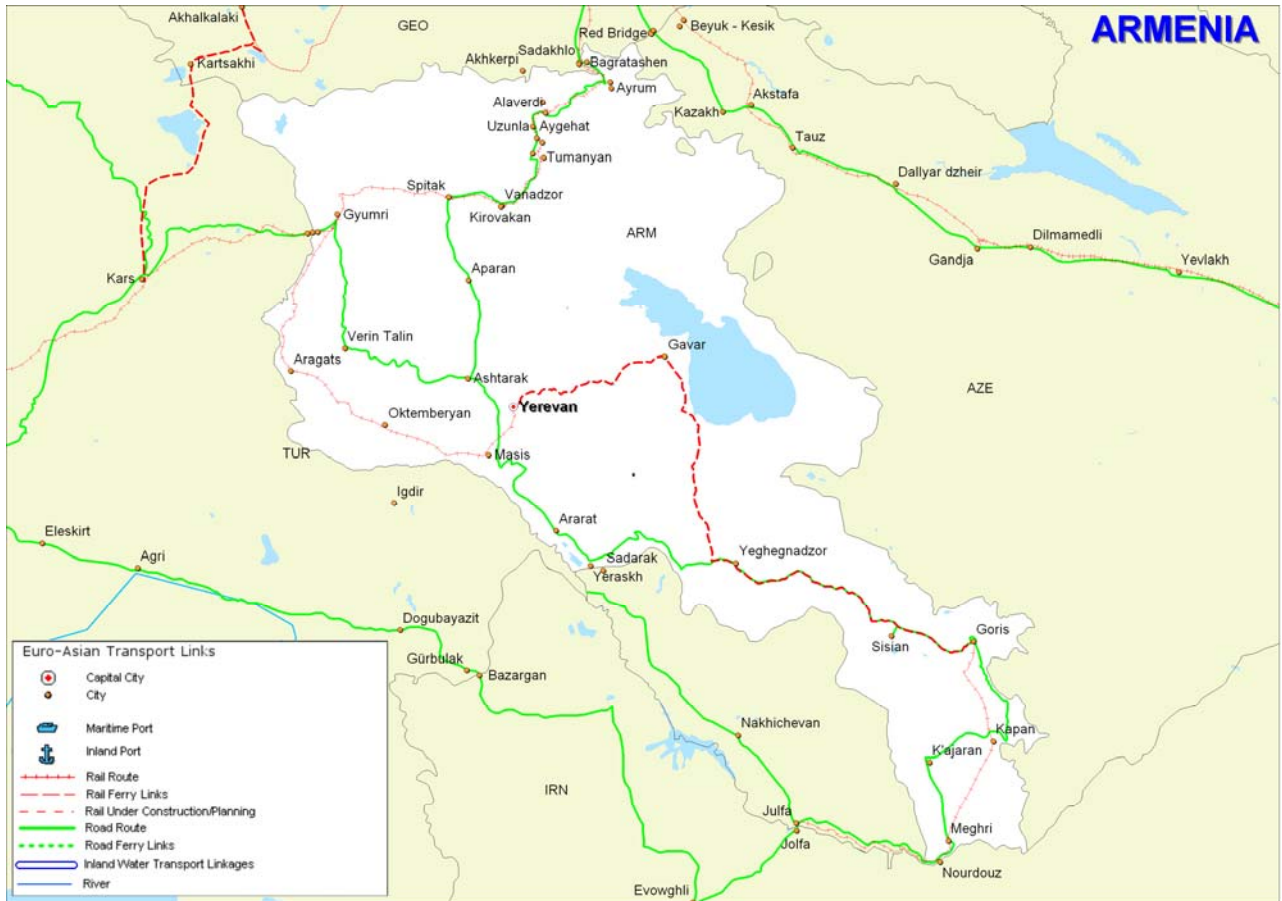 ARMENIA
Akhalkalaki
GEO
Red Bridge
Beyuk - Kesik
Sadakhlo
Kartsakhi
Akhkerpi
Bagratashen
Ayrum
Alaverdi
Akstafa
Kazakh
Uzunla
Aygehat
Tauz
Tumanyan
Dallyar dzheir
Spitak
Vanadzor
Gyumri
Kirovakan
ARM
Dilmamedli
Gandja
Yevlakh
Kars
Aparan
Verin Talin
Gavar
Aragats
Ashtarak
AZE
Yerevan
Oktemberyan
TUR
Masis
Igdir
Ararat
Eleskirt
Sadarak
Yeghegnadzor
Agri
Yeraskh
Dogubayazit
Goris
Sisian
Gürbulak
Bazargan
Nakhichevan
Kapan
K'ajaran
IRN
Julfa
Meghri
Jolfa
Nourdouz
Evowghli
Euro-Asian Transport Links
Capital City
City
Maritime Port
Inland Port
Rail Route
Rail Ferry Links
Rail Under Construction/Planning
Road Route
Road Ferry Links
Inland Water Transport Linkages
River